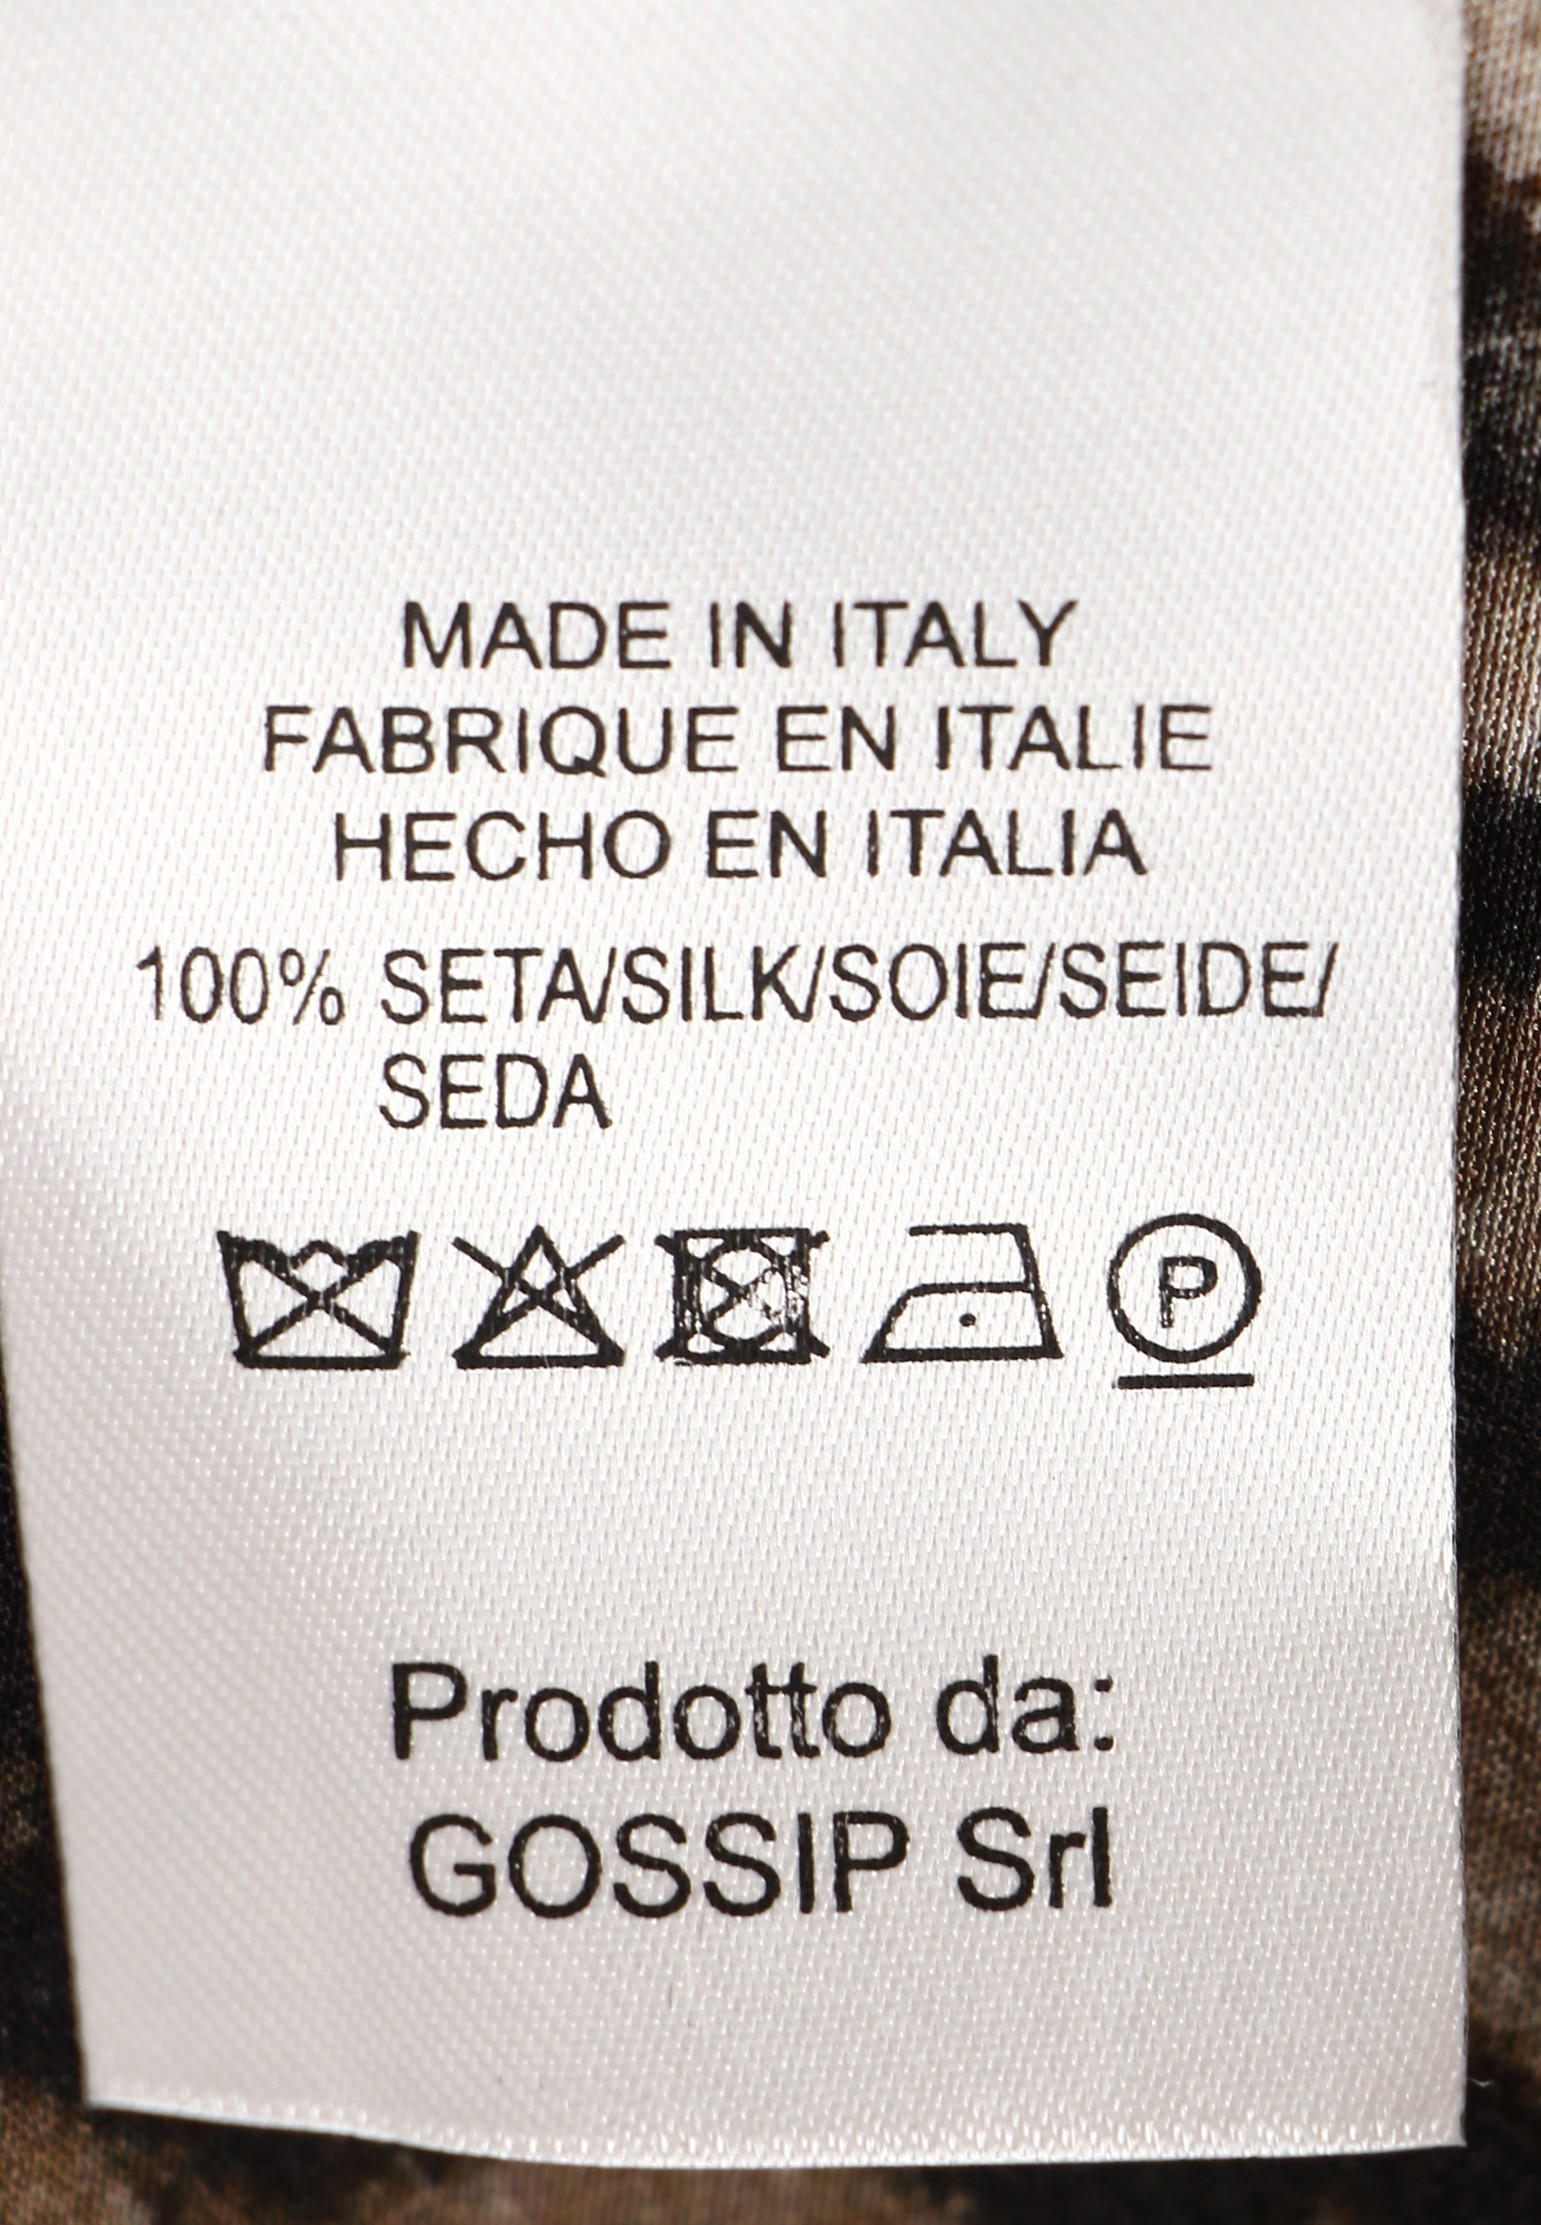 MADE IN ITALY
FABRIQUE EN ITALIE
HECHO EN ITALIA
100% SETA/SILK/SOIE/SEIDE/
SEDA
P
Prodotto da:
GOSSIP Srl